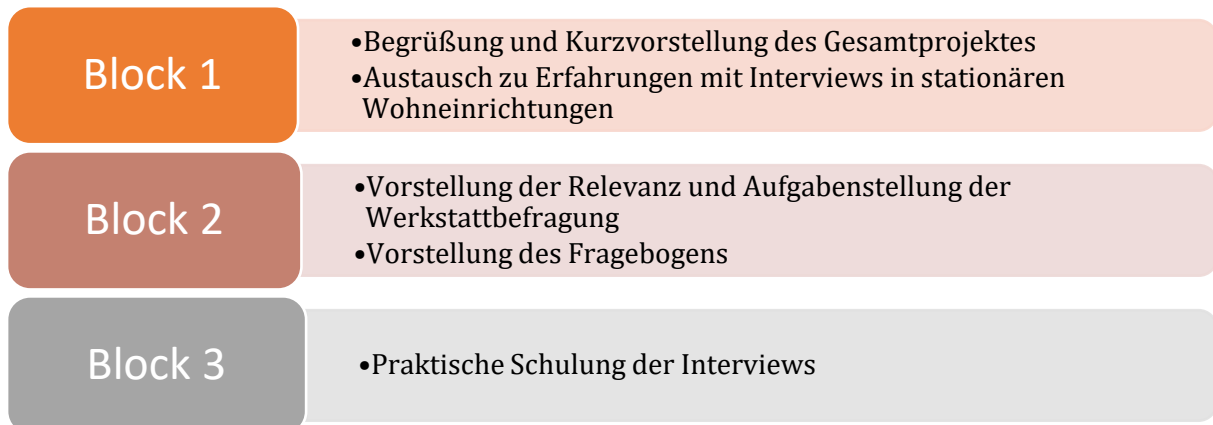 Block 1
•Begrüßung und Kurzvorstellung des Gesamtprojektes
•Austausch zu Erfahrungen mit Interviews in stationären
Wohneinrichtungen
Block 2
•Vorstellung der Relevanz und Aufgabenstellung der
Werkstattbefragung
•Vorstellung des Fragebogens
Block 3
•Praktische Schulung der Interviews